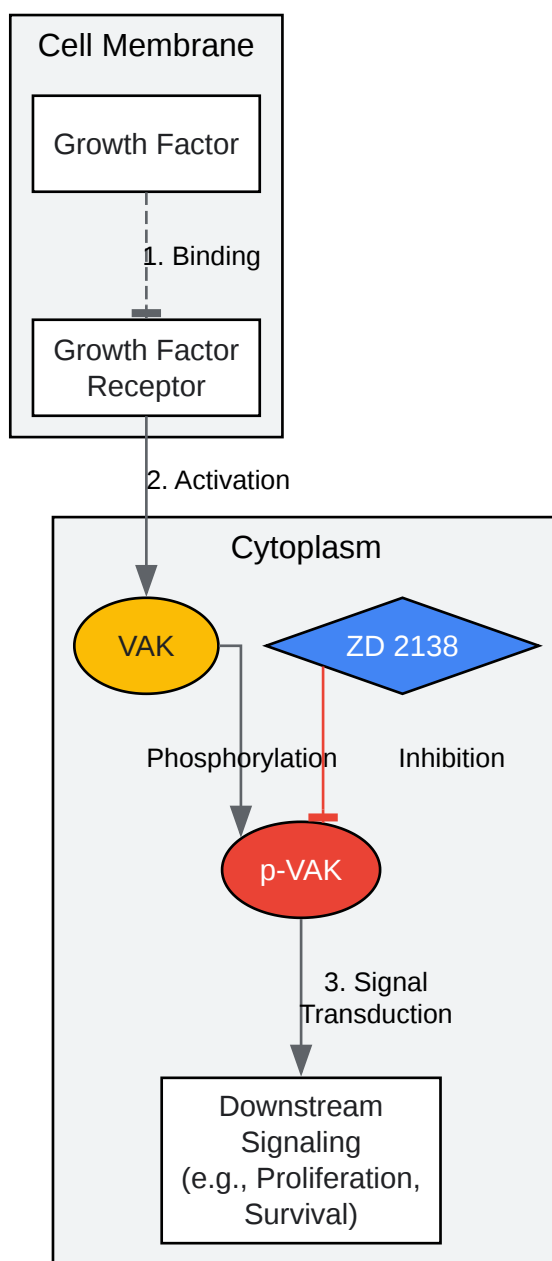 Cell Membrane
Growth Factor
1. Binding
Growth Factor
Receptor
2. Activation
Cytoplasm
VAK
ZD 2138
Phosphorylation
Inhibition
p-VAK
3. Signal
Transduction
Downstream
Signaling
(e.g., Proliferation,
Survival)